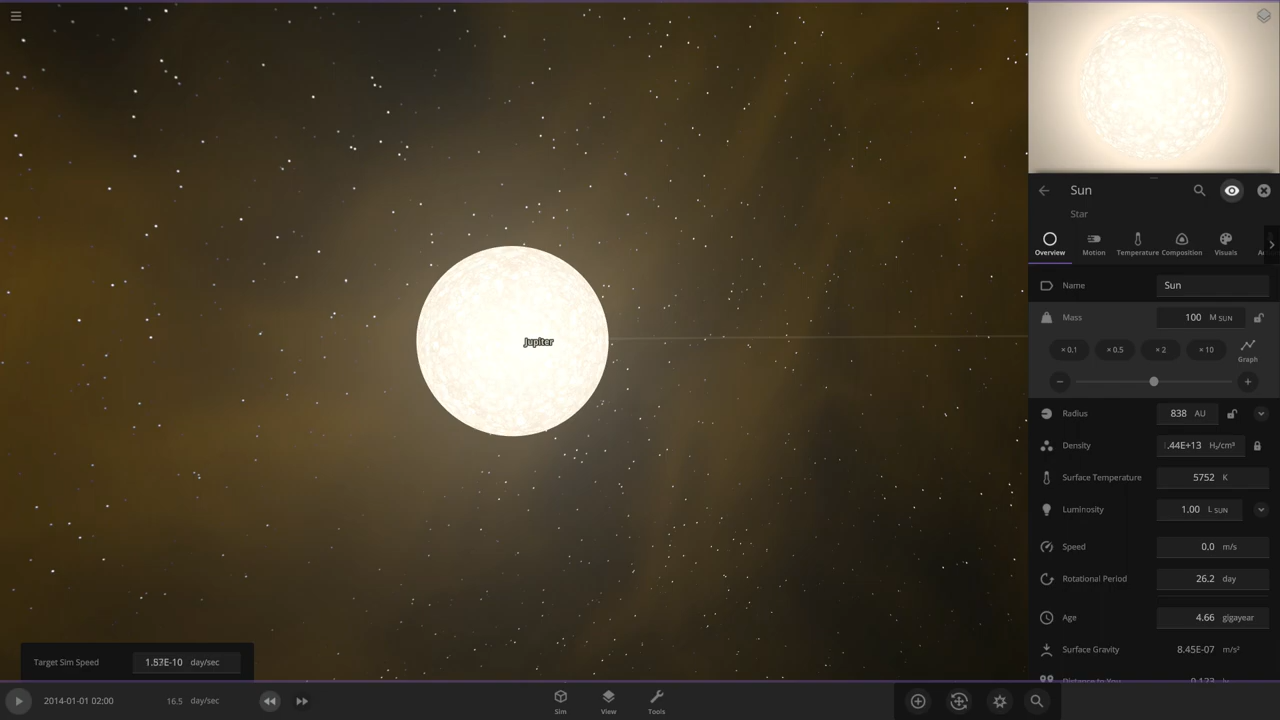 Sun
Star
Overview
Motion
Temperature
Composition
Visuals
Name
Sun
Mass
100 M SUN
× 0.1
× 0.5
× 2
× 10
Graph
Jupiter
Radius
838 AU
Density
.44E+13 H₂/cm³
Surface Temperature
5752 K
Luminosity
1.00 L SUN
Speed
0.0 m/s
Rotational Period
26.2 day
Age
4.66 gigayear
Surface Gravity
8.45E-07 m/s²
Target Sim Speed
day/sec
2014-01-01 02:00
16.5 day/sec
Sim
View
Tools